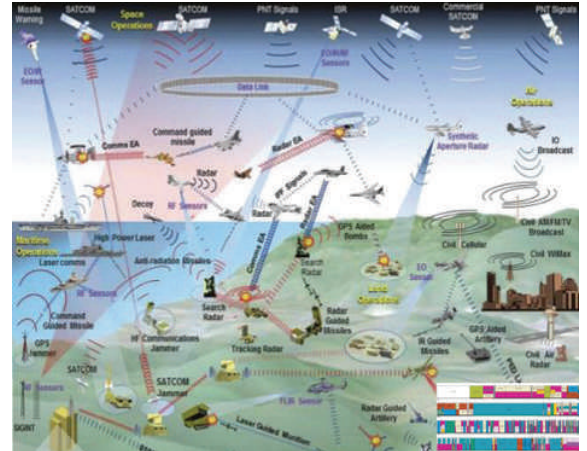 Missile
Warning
SATCOM
Space
Operations
SATCOM
PNT Signals
ISR
SATCOM
Commercial
SATCOM
PNT Signals
EO/IR
Sensor
Sensors
Data Link
Air
Operations
Comms EA
Command guided
missile
Radar EA
Synthetic
Aperture Radar
IO
Broadcast
Radar
RF Sensors
RF Signals
Decoy
Radar
Radar EA
Maritime
Operations
High Power Laser
Laser comms
Anti-radiation Missiles
Comms EA
GPS Aided
Bombs
Civil Cellular
Civil AM/FM/TV
Broadcast
Civil WiMax
RF Sensors
Search
Radar
Search
Radar
Land
Operations
EO
Sensor
Command
Guided Missile
GPS
Jammer
HF Communications
Jammer
Tracking Radar
Radar
Guided
Missiles
IR Guided
Missiles
GPS Aided
Artillery
Civil Air
Radar
SATCOM
SATCOM
Jammer
RF Sensors
FLIR Sensor
Radar Guided
Artillery
SIGINT
Laser Guided Munition